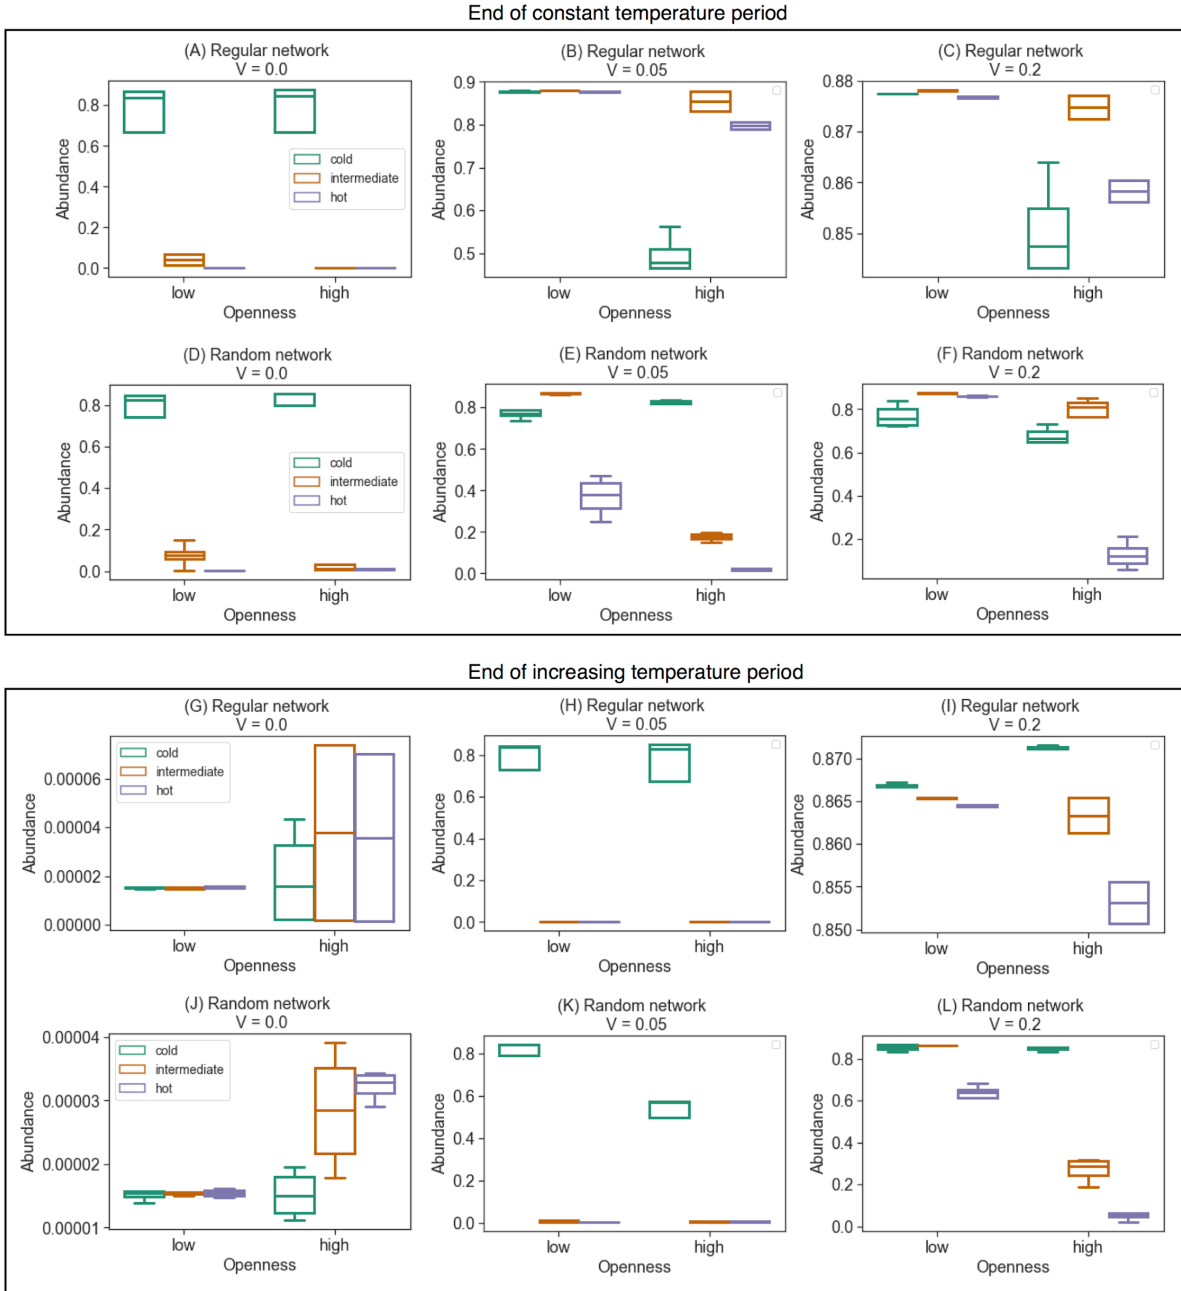 End of constant temperature period
(A) Regular network
V = 0.0
Abundance
0.8
0.6
0.4
0.2
0.0
cold
intermediate
hot
low
high
Openness
(B) Regular network
V = 0.05
Abundance
0.9
0.8
0.7
0.6
0.5
low
high
Openness
(C) Regular network
V = 0.2
Abundance
0.88
0.87
0.86
0.85
low
high
Openness
(D) Random network
V = 0.0
Abundance
0.8
0.6
0.4
0.2
0.0
cold
intermediate
hot
low
high
Openness
(E) Random network
V = 0.05
Abundance
0.8
0.6
0.4
0.2
0.0
low
high
Openness
(F) Random network
V = 0.2
Abundance
0.8
0.6
0.4
0.2
low
high
Openness
End of increasing temperature period
(G) Regular network
V = 0.0
Abundance
0.00006
0.00004
0.00002
0.00000
cold
intermediate
hot
low
high
Openness
(H) Regular network
V = 0.05
Abundance
0.8
0.6
0.4
0.2
0.0
low
high
Openness
(I) Regular network
V = 0.2
Abundance
0.870
0.865
0.860
0.855
0.850
low
high
Openness
(J) Random network
V = 0.0
Abundance
0.00004
0.00003
0.00002
0.00001
cold
intermediate
hot
low
high
Openness
(K) Random network
V = 0.05
Abundance
0.8
0.6
0.4
0.2
0.0
low
high
Openness
(L) Random network
V = 0.2
Abundance
0.8
0.6
0.4
0.2
0.0
low
high
Openness